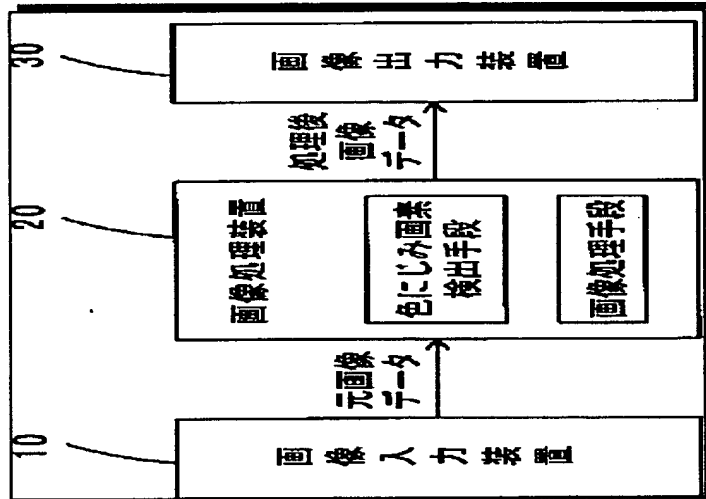 10
画像入力装置
元画像
データ
20
画像処理装置
色にじみ画素
検出手段
画像処理手段
処理後
画像
データ
30
画像出力装置